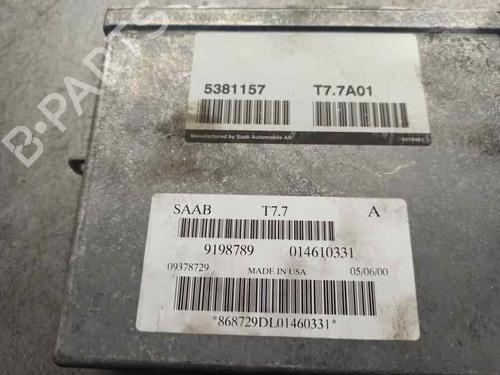 B-PARTS
5381157 T7.7A01
Manufactured by Saab Automobile AB
SAAB T7.7 A
9198789 014610331
09378729 MADE IN USA 05/06/00
*868729DL01460331*